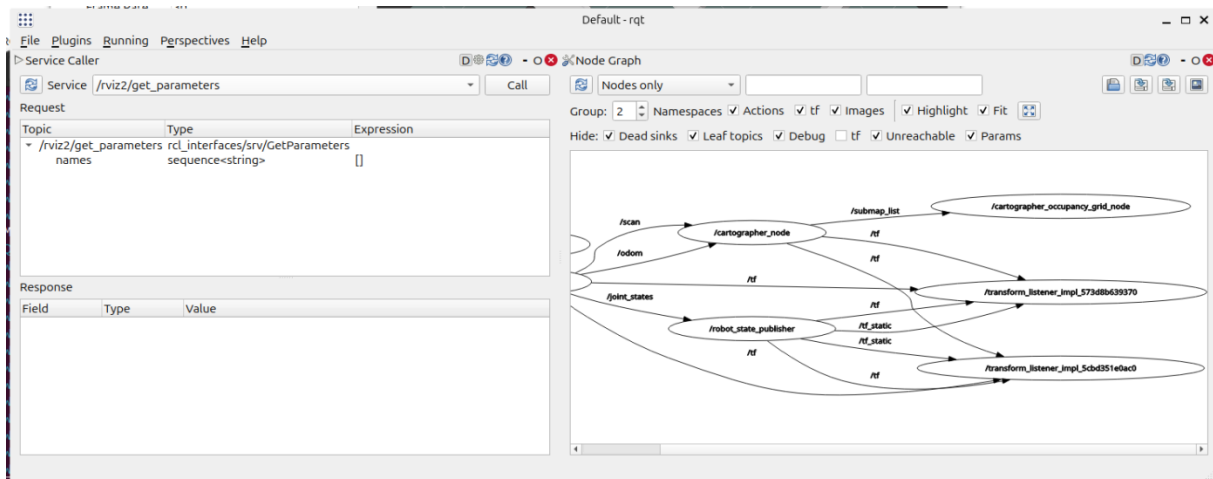 Default - rqt
File Plugins Running Perspectives Help
Service Caller
D
- O
Service /rviz2/get_parameters Call
Request
Topic Type Expression
/rviz2/get_parameters rcl_interfaces/srv/GetParameters
names sequence<string> []
Response
Field Type Value
Node Graph
D
- O
Nodes only
Group: 2 Namespaces Actions tf Images Highlight Fit
Hide: Dead sinks Leaf topics Debug tf Unreachable Params
/cartographer_occupancy_grid_node
/submap_list
/scan
/cartographer_node
/tf
/odom
/tf
/tf
/transform_listener_impl_573d8b639370
/joint_states
/tf
/robot_state_publisher
/tf_static
/tf_static
/tf
/transform_listener_impl_5cbd351e0ac0
/tf